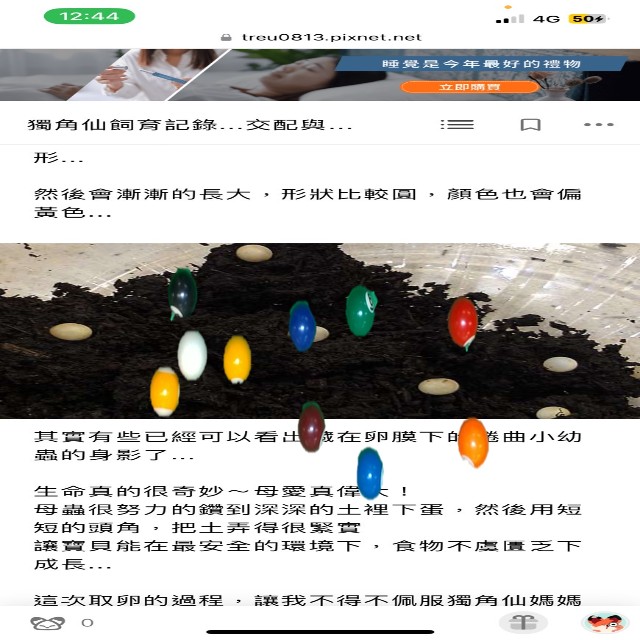 12:44
4G 50
treu0813.pixnet.net
睡覺是今年最好的禮物
立即購買
獨角仙飼育記錄...交配與...
形...
然後會漸漸的長大，形狀比較圓，顏色也會偏
黃色...
其實有些已經可以看出藏在卵膜下的捲曲小幼
蟲的身影了...
生命真的很奇妙～母愛真偉大！
母蟲很努力的鑽到深深的土裡下蛋，然後用短
短的頭角，把土弄得很緊實
讓寶貝能在最安全的環境下，食物不虞匱乏下
成長...
這次取卵的過程，讓我不得不佩服獨角仙媽媽
0